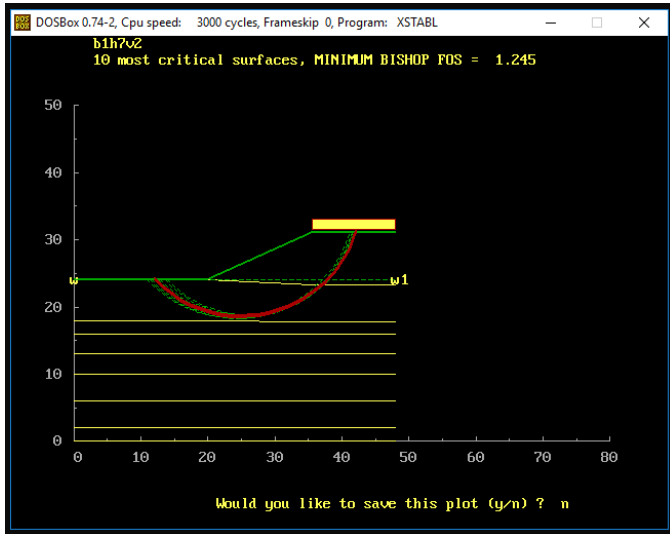 DOSBox 0.74-2, Cpu speed: 3000 cycles, Frameskip 0, Program: XSTABL
b1h7v2
10 most critical surfaces, MINIMUM BISHOP FOS = 1.245
50
40
30
w w1
20
10
0
0 10 20 30 40 50 60 70 80
Would you like to save this plot (y/n) ? n